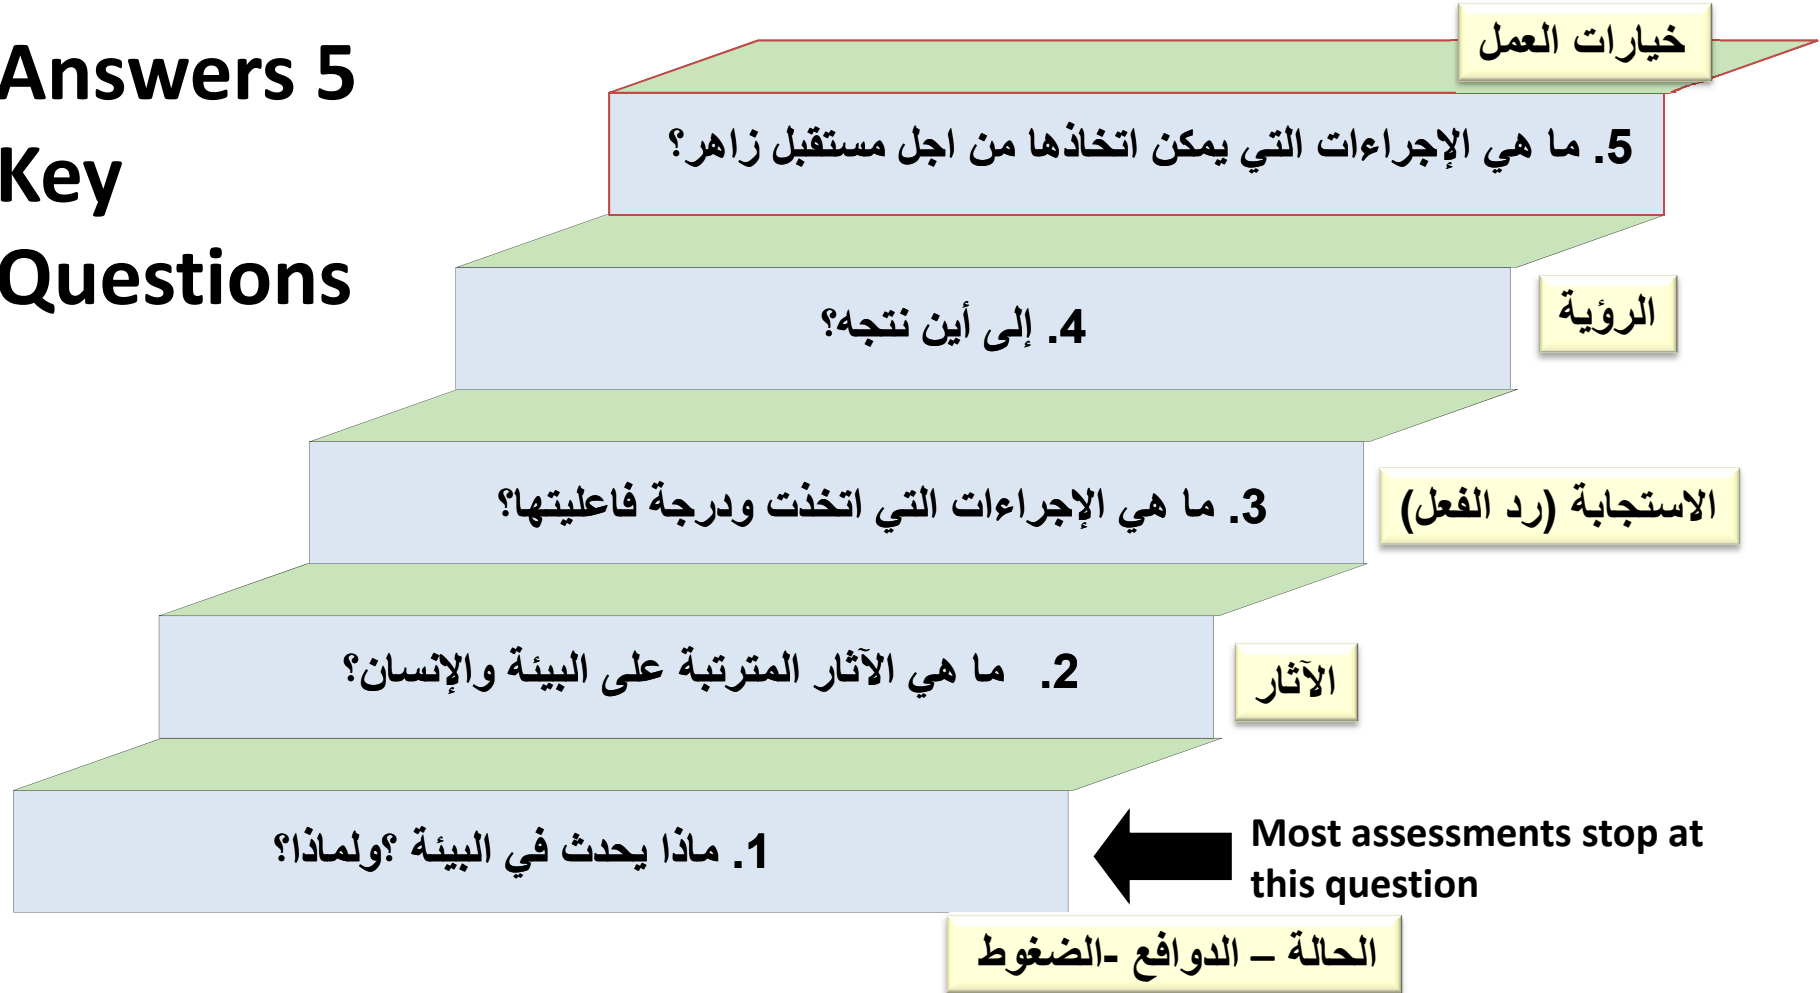 Answers 5
Key
Questions
خيارات العمل
5. ما هي الإجراءات التي يمكن اتخاذها من اجل مستقبل زاهر؟
4. إلى أين نتجه؟
الرؤية
3. ما هي الإجراءات التي اتخذت ودرجة فاعليتها؟
الاستجابة (رد الفعل)
2. ما هي الآثار المترتبة على البيئة والإنسان؟
الآثار
1. ماذا يحدث في البيئة ؟ولماذا؟
Most assessments stop at
this question
الحالة – الدوافع -الضغوط